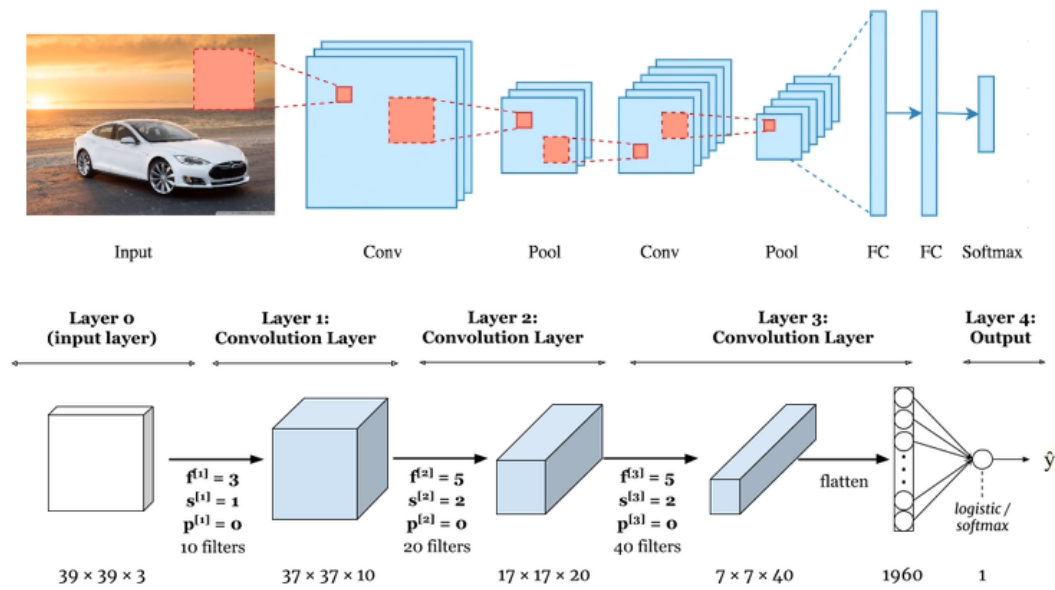 Input
Conv
Pool
Conv
Pool
FC
FC
Softmax
Layer 0
(input layer)
Layer 1:
Convolution Layer
Layer 2:
Convolution Layer
Layer 3:
Convolution Layer
Layer 4:
Output
f[1] = 3
s[1] = 1
p[1] = 0
10 filters
f[2] = 5
s[2] = 2
p[2] = 0
20 filters
f[3] = 5
s[3] = 2
p[3] = 0
40 filters
flatten
ŷ
logistic /
softmax
39 × 39 × 3
37 × 37 × 10
17 × 17 × 20
7 × 7 × 40
1960
1